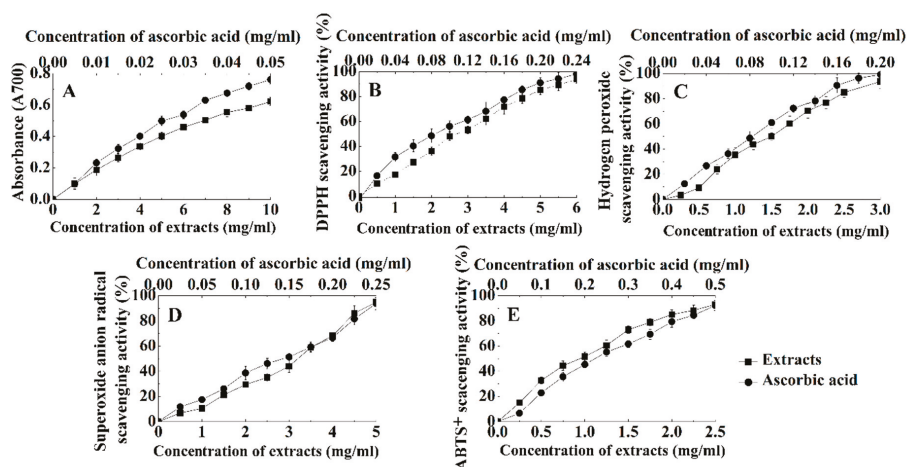 Concentration of ascorbic acid (mg/ml)
0.00 0.01 0.02 0.03 0.04 0.05
A
Absorbance (A700)
0.8
0.6
0.4
0.2
0.0
0 2 4 6 8 10
Concentration of extracts (mg/ml)
Concentration of ascorbic acid (mg/ml)
0.00 0.04 0.08 0.12 0.16 0.20 0.24
B
DPPH scavenging activity (%)
100
80
60
40
20
0
0 1 2 3 4 5 6
Concentration of extracts (mg/ml)
Concentration of ascorbic acid (mg/ml)
0.00 0.04 0.08 0.12 0.16 0.20
C
Hydrogen peroxic
scavenging activity (%)
100
80
60
40
20
0
0.0 0.5 1.0 1.5 2.0 2.5 3.0
Concentration of extracts (mg/ml)
Concentration of ascorbic acid (mg/ml)
0.00 0.05 0.10 0.15 0.20 0.25
D
Superoxide anion radical
scavenging activity (%)
100
80
60
40
20
0
0 1 2 3 4 5
Concentration of extracts (mg/ml)
Concentration of ascorbic acid (mg/ml)
0.0 0.1 0.2 0.3 0.4 0.5
E
ABTS+ scacenging activity (%)
100
80
60
40
20
0
0.0 0.5 1.0 1.5 2.0 2.5
Concentration of extracts (mg/ml)
Extracts
Ascorbic acid